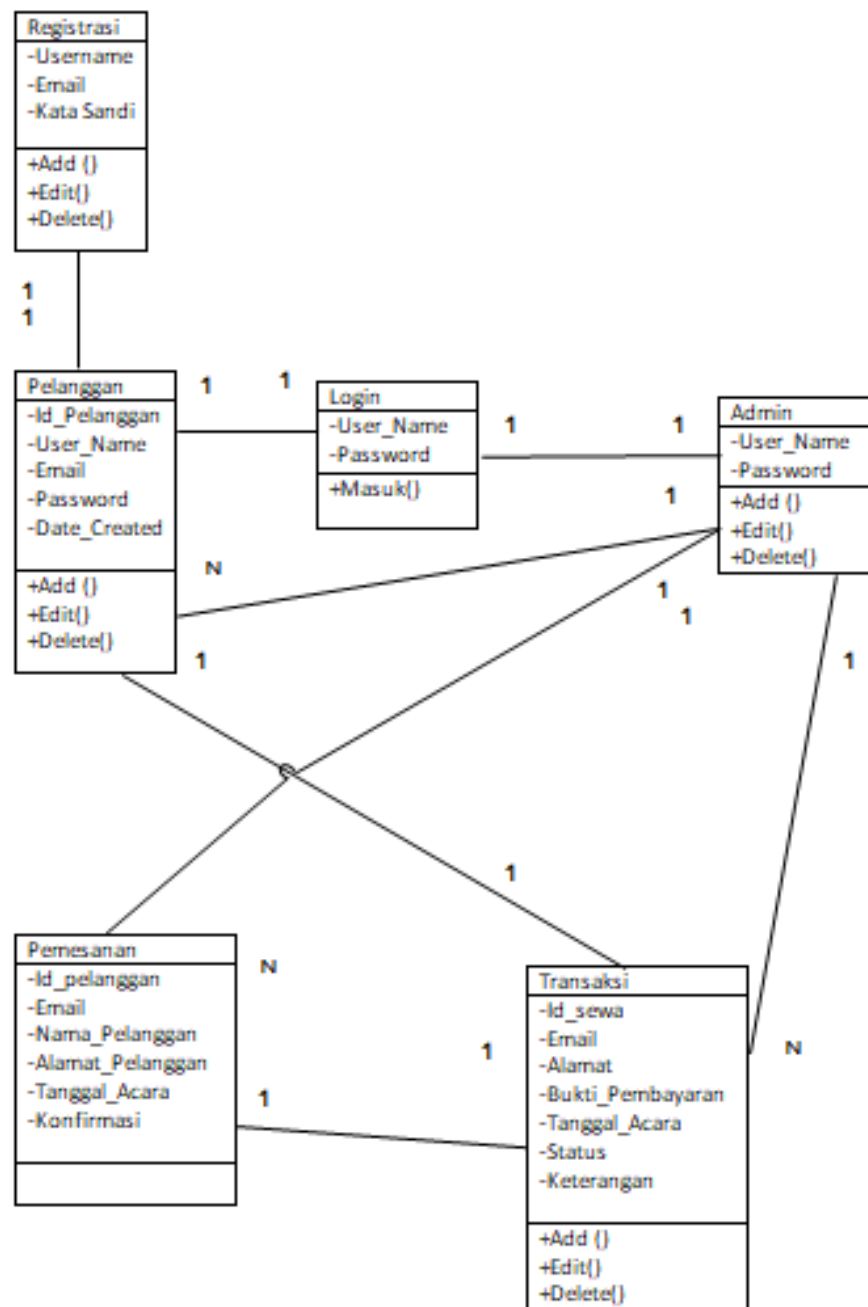 Registrasi
-Username
-Email
-Kata Sandi
+Add ()
+Edit()
+Delete()
1
1
Pelanggan
-Id_Pelanggan
-User_Name
-Email
-Password
-Date_Created
+Add ()
+Edit()
+Delete()
1
1
Login
-User_Name
-Password
+Masuk()
1
1
Admin
-User_Name
-Password
+Add ()
+Edit()
+Delete()
1
N
1
1
1
1
1
Pemesanan
-Id_pelanggan
-Email
-Nama_Pelanggan
-Alamat_Pelanggan
-Tanggal_Acara
-Konfirmasi
N
1
1
Transaksi
-Id_sewa
-Email
-Alamat
-Bukti_Pembayaran
-Tanggal_Acara
-Status
-Keterangan
+Add ()
+Edit()
+Delete()
N